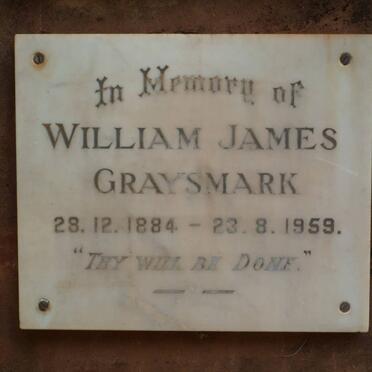 In Memory of
WILLIAM JAMES
GRAYSMARK
28.12.1884 - 23.8.1959.
"THY WILL BE DONE."